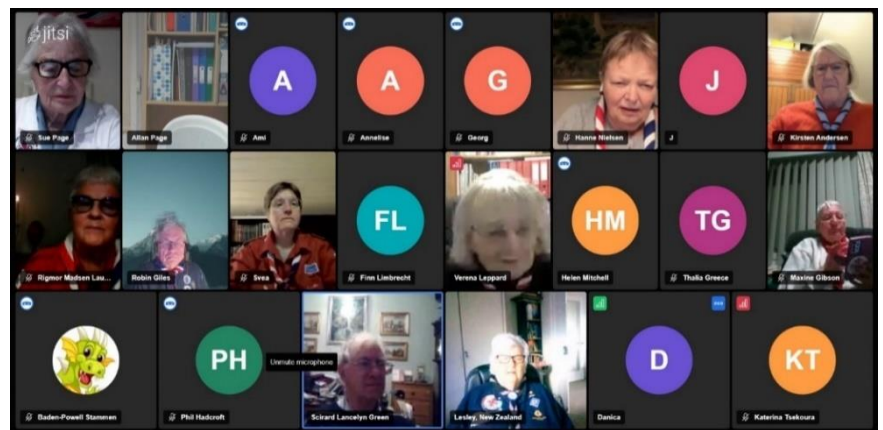 jitsi
Sue Page
Allan Page
A
Ami
A
Annelise
G
Georg
Hanne Nielsen
J
J
Kirsten Andersen
Rigmor Madsen Lau...
Robin Giles
Svea
FL
Finn Limbrecht
Verena Leppard
HM
Helen Mitchell
TG
Thalia Greece
Maxine Gibson
Baden-Powell Stammen
PH
Phil Hadcroft
Unmute microphone
Scirard Lancelyn Green
Lesley, New Zealand
D
Danica
KT
Katerina Tsekoura